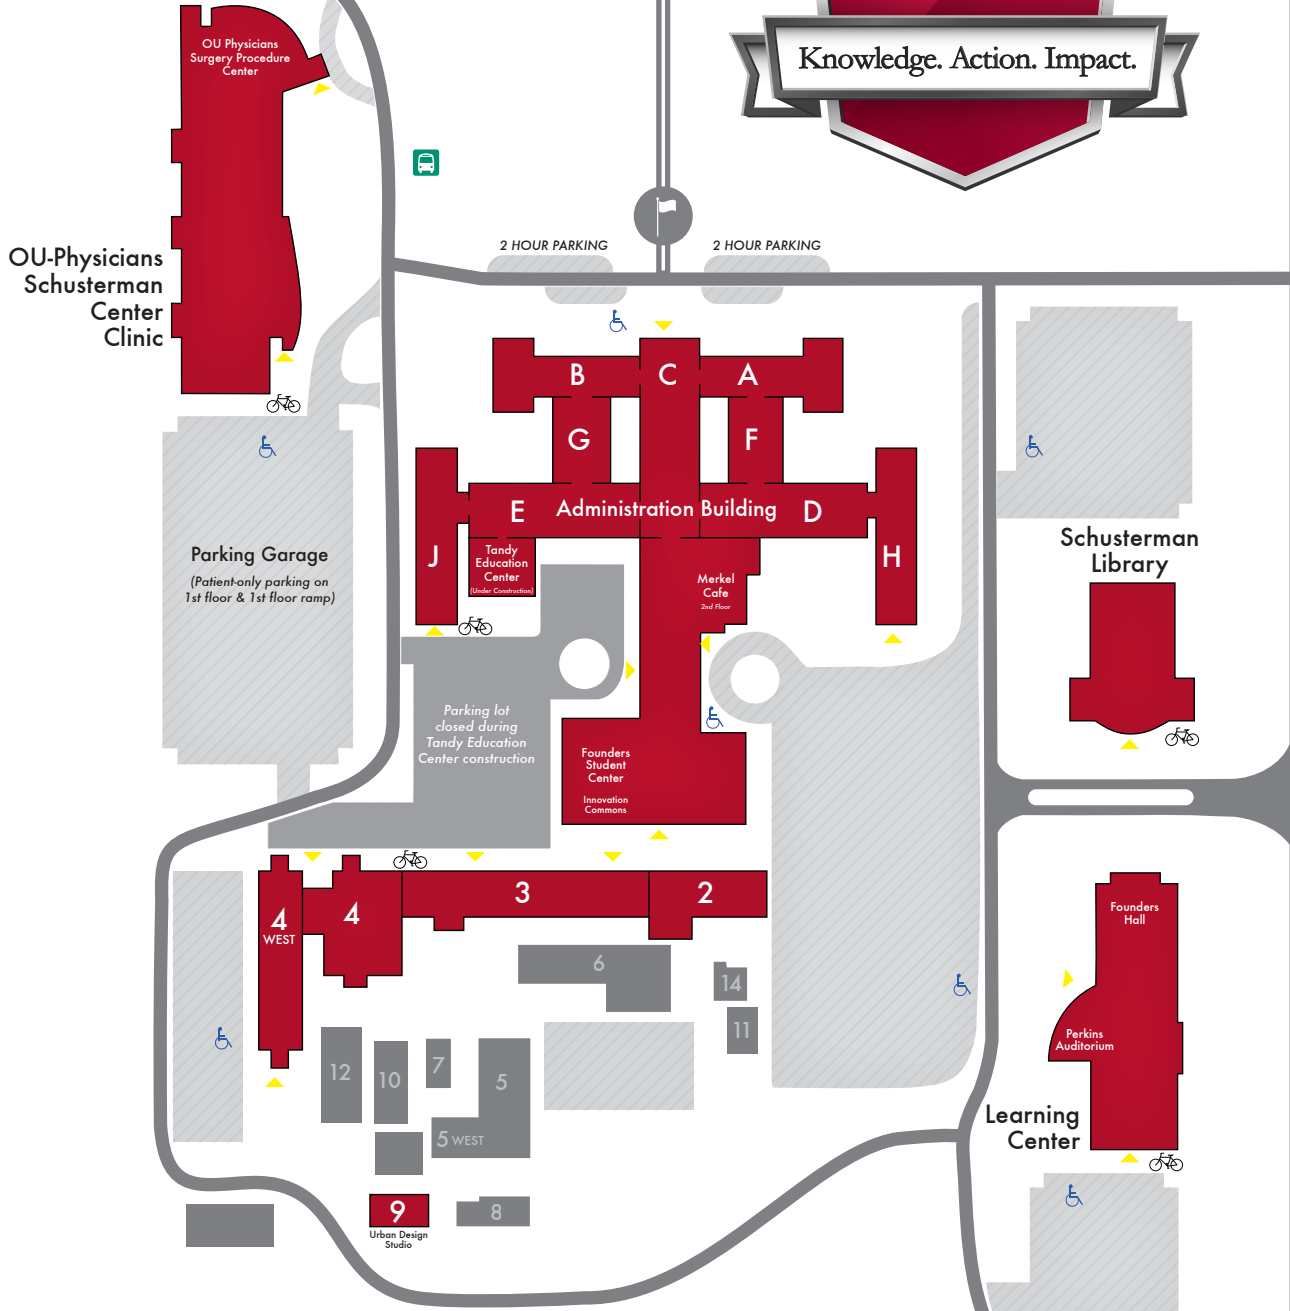 OU Physicians
Surgery Procedure
Center
Knowledge. Action. Impact.
2 HOUR PARKING
2 HOUR PARKING
OU-Physicians
Schusterman
Center
Clinic
B
C
A
G
F
E
Administration Building
D
J
H
Tandy
Education
Center
(Under Construction)
Merkel
Cafe
2nd Floor
Parking Garage
(Patient-only parking on
1st floor & 1st floor ramp)
Schusterman
Library
Parking lot
closed during
Tandy Education
Center construction
Founders
Student
Center
Innovation
Commons
4
WEST
4
3
2
Founders
Hall
6
14
11
Perkins
Auditorium
12
10
7
5
5 WEST
Learning
Center
9
Urban Design
Studio
8